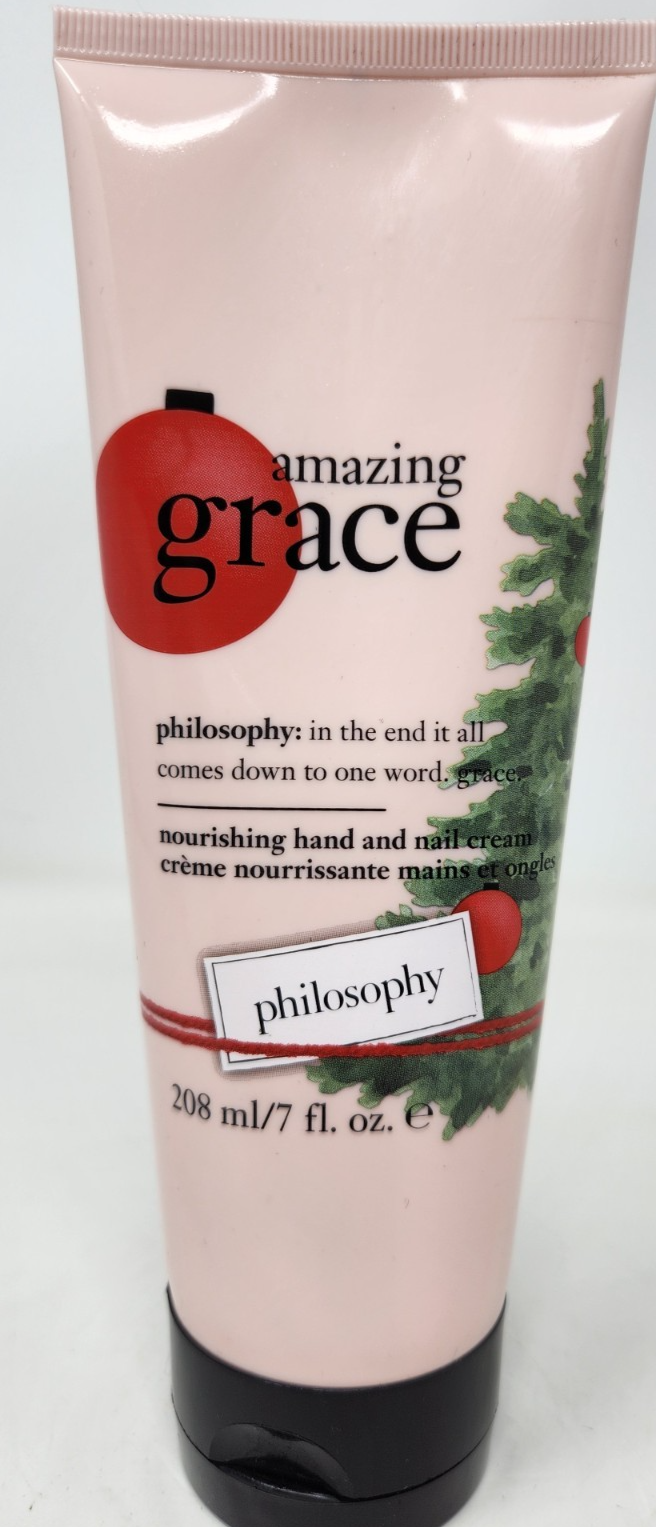 amazing
grace
philosophy: in the end it all
comes down to one word. grace.
nourishing hand and nail cream
crème nourrissante mains et ongles
philosophy
208 ml/7 fl. oz. ℮